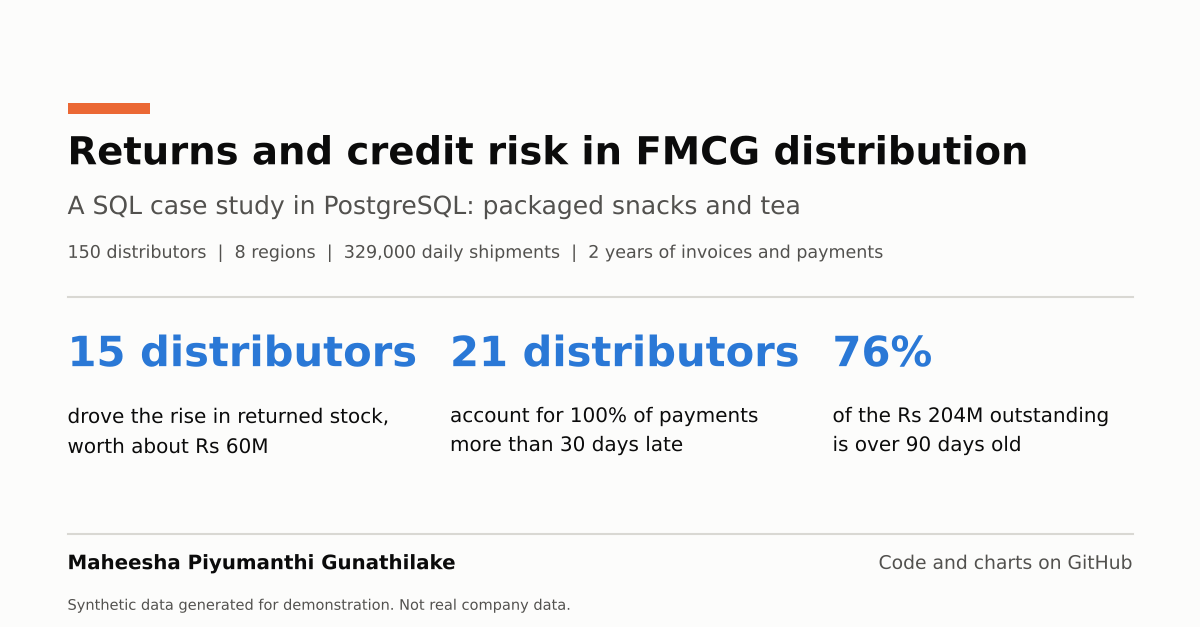 Returns and credit risk in FMCG distribution
A SQL case study in PostgreSQL: packaged snacks and tea
150 distributors | 8 regions | 329,000 daily shipments | 2 years of invoices and payments
15 distributors
drove the rise in returned stock,
worth about Rs 60M
21 distributors
account for 100% of payments
more than 30 days late
76%
of the Rs 204M outstanding
is over 90 days old
Maheesha Piyumanthi Gunathilake
Code and charts on GitHub
Synthetic data generated for demonstration. Not real company data.